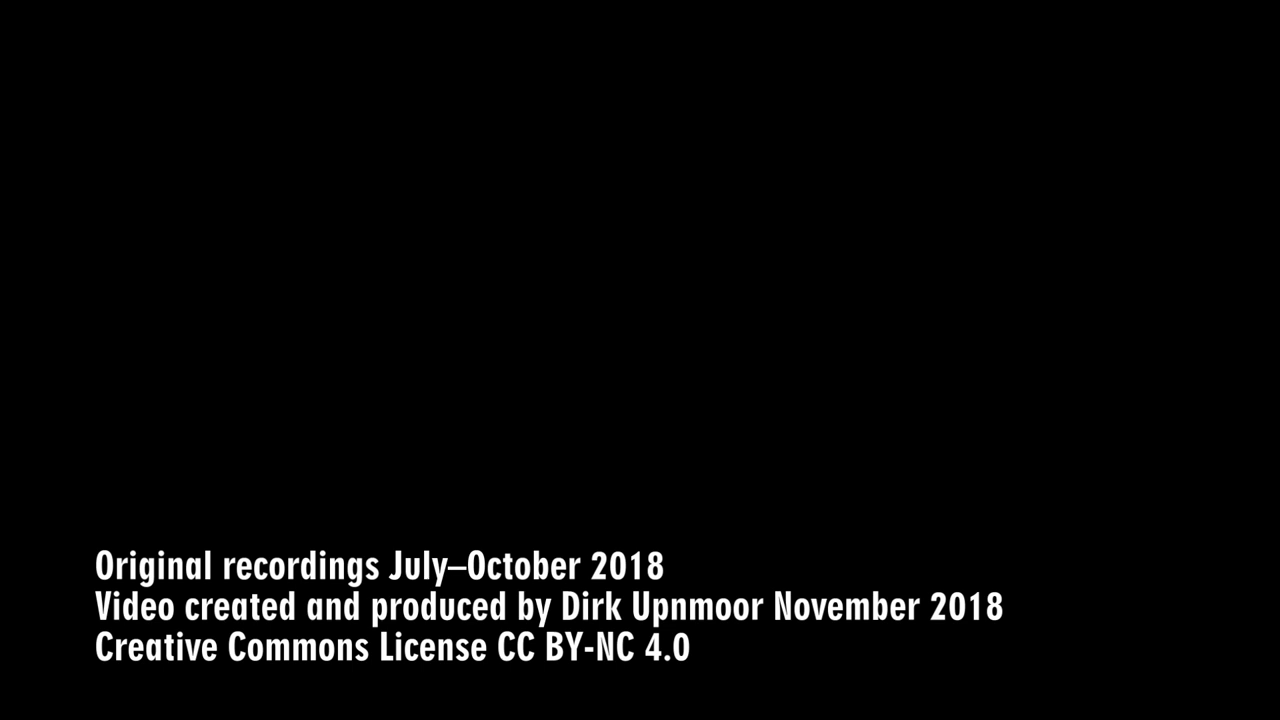 Original recordings July–October 2018
Video created and produced by Dirk Upnmoor November 2018
Creative Commons License CC BY-NC 4.0